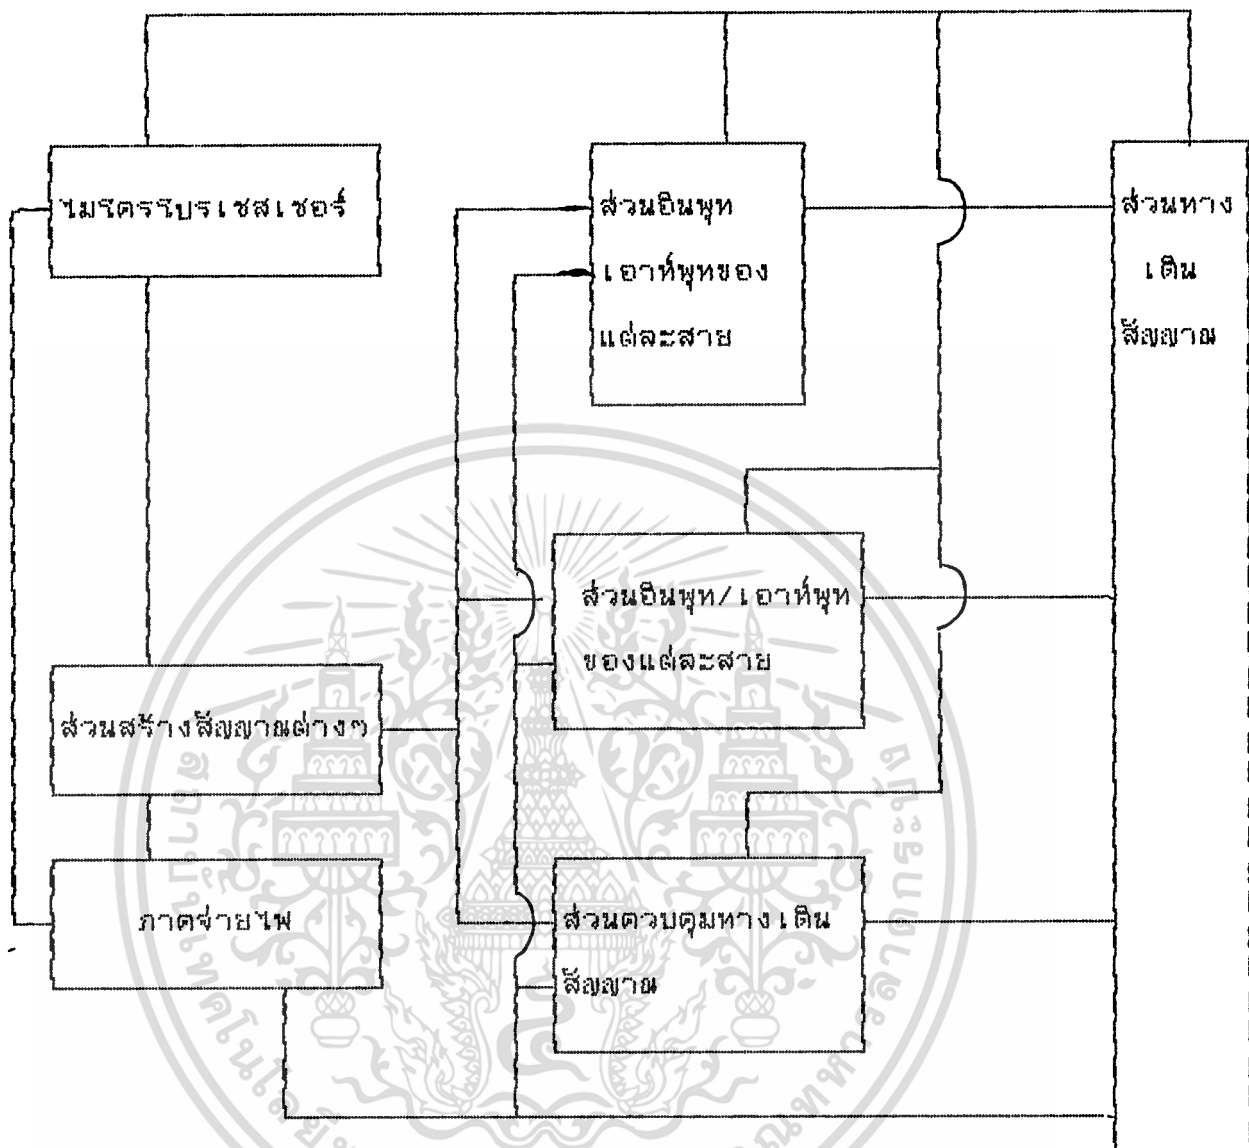 ไมโครโปรเซสเซอร์
ส่วนอินพุท
เอาท์พุทของ
แต่ละสาย
ส่วนทาง
เดิน
สัญญาณ
ส่วนอินพุท/เอาท์พุท
ของแต่ละสาย
ส่วนสร้างสัญญาณต่างๆ
ภาคจ่ายไฟ
ส่วนควบคุมทางเดิน
สัญญาณ